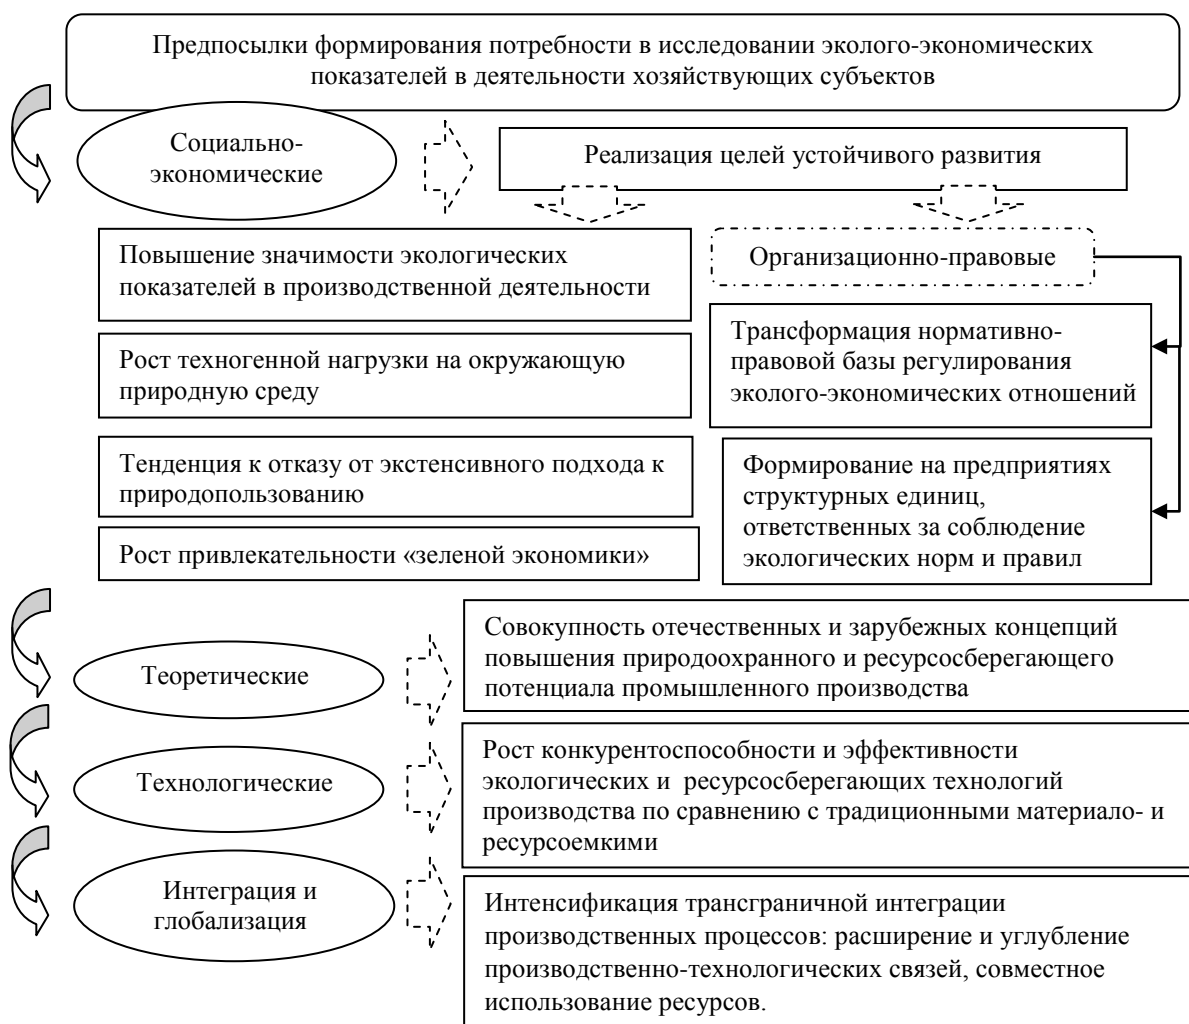 Предпосылки формирования потребности в исследовании эколого-экономических
показателей в деятельности хозяйствующих субъектов
Социально-
экономические
Реализация целей устойчивого развития
Повышение значимости экологических
показателей в производственной деятельности
Рост техногенной нагрузки на окружающую
природную среду
Тенденция к отказу от экстенсивного подхода к
природопользованию
Рост привлекательности «зеленой экономики»
Организационно-правовые
Трансформация нормативно-
правовой базы регулирования
эколого-экономических отношений
Формирование на предприятиях
структурных единиц,
ответственных за соблюдение
экологических норм и правил
Теоретические
Совокупность отечественных и зарубежных концепций
повышения природоохранного и ресурсосберегающего
потенциала промышленного производства
Технологические
Рост конкурентоспособности и эффективности
экологических и ресурсосберегающих технологий
производства по сравнению с традиционными материало- и
ресурсоемкими
Интеграция и
глобализация
Интенсификация трансграничной интеграции
производственных процессов: расширение и углубление
производственно-технологических связей, совместное
использование ресурсов.